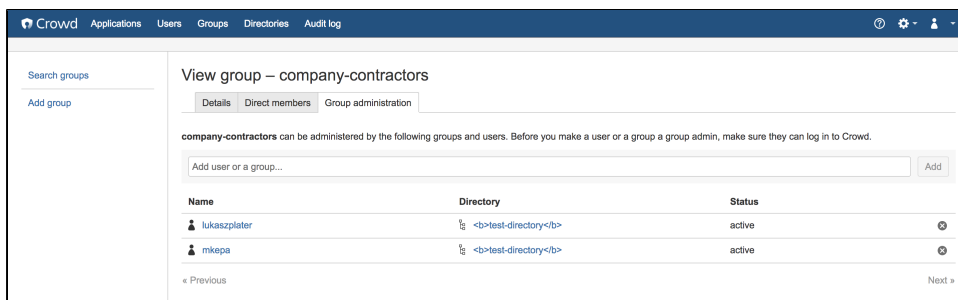 Crowd Applications Users Groups Directories Audit log
Search groups
Add group
View group – company-contractors
Details Direct members Group administration
company-contractors can be administered by the following groups and users. Before you make a user or a group a group admin, make sure they can log in to Crowd.
Add user or a group... Add
Name Directory Status
lukaszplater <b>test-directory</b> active
mkepa <b>test-directory</b> active
« Previous Next »